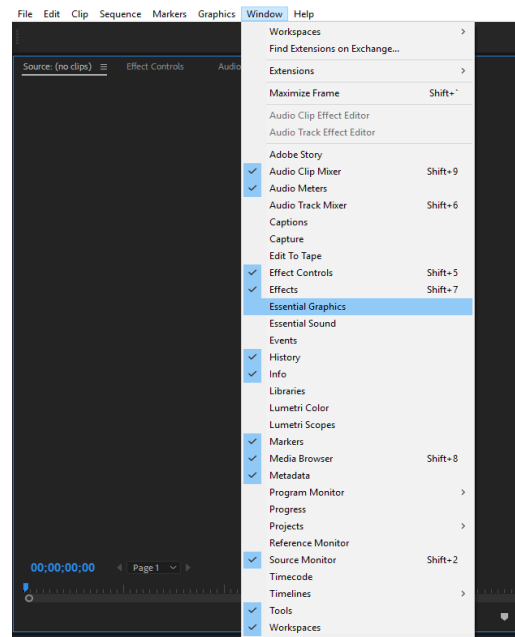 File Edit Clip Sequence Markers Graphics Window Help
Source: (no clips) Effect Controls Audio
Workspaces
Find Extensions on Exchange...
Extensions
Maximize Frame Shift+`
Audio Clip Effect Editor
Audio Track Effect Editor
Adobe Story
Audio Clip Mixer Shift+9
Audio Meters
Audio Track Mixer Shift+6
Captions
Capture
Edit To Tape
Effect Controls Shift+5
Effects Shift+7
Essential Graphics
Essential Sound
Events
History
Info
Libraries
Lumetri Color
Lumetri Scopes
Markers
Media Browser Shift+8
Metadata
Program Monitor
Progress
Projects
Reference Monitor
Source Monitor Shift+2
Timecode
Timelines
Tools
Workspaces
00;00;00;00 Page 1